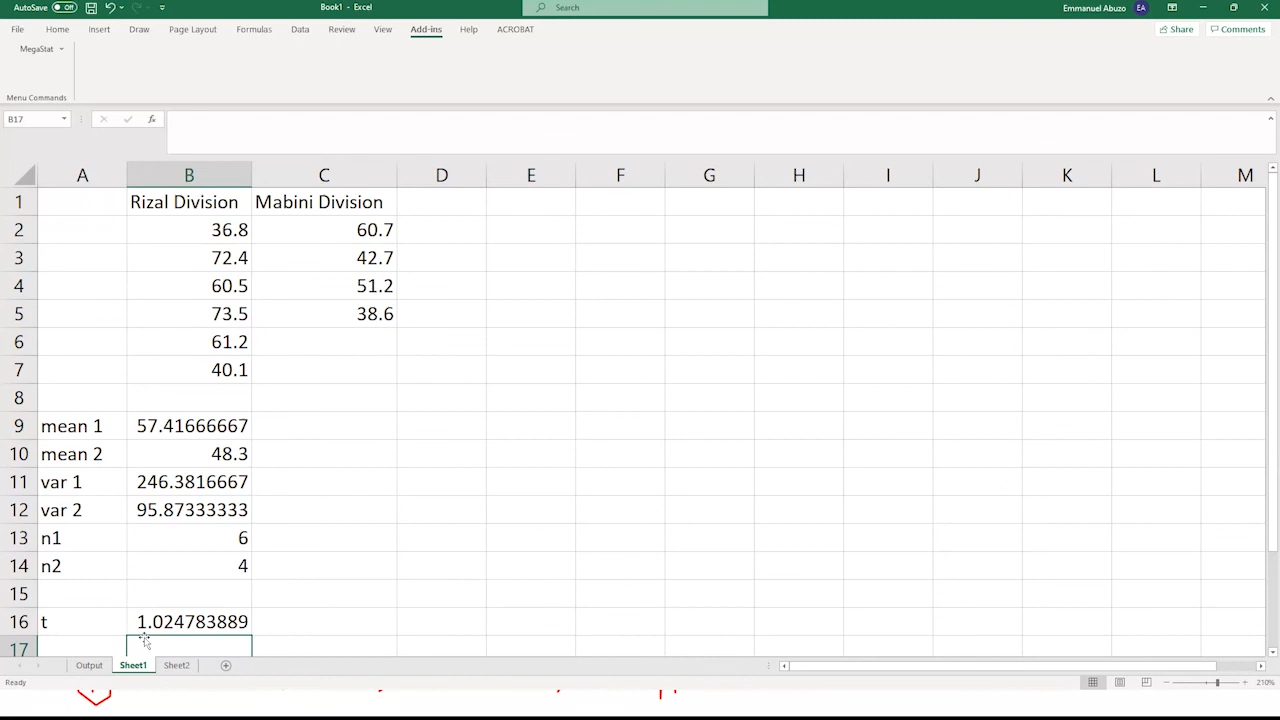 AutoSave Off Book1 - Excel Search Emmanuel Abuzo EA
File Home Insert Draw Page Layout Formulas Data Review View Add-ins Help ACROBAT Share Comments
MegaStat
Menu Commands
B17 fx
A B C D E F G H I J K L M
1 Rizal Division Mabini Division
2 36.8 60.7
3 72.4 42.7
4 60.5 51.2
5 73.5 38.6
6 61.2
7 40.1
8
9 mean 1 57.41666667
10 mean 2 48.3
11 var 1 246.3816667
12 var 2 95.87333333
13 n1 6
14 n2 4
15
16 t 1.024783889
17
Output Sheet1 Sheet2
Ready 210%